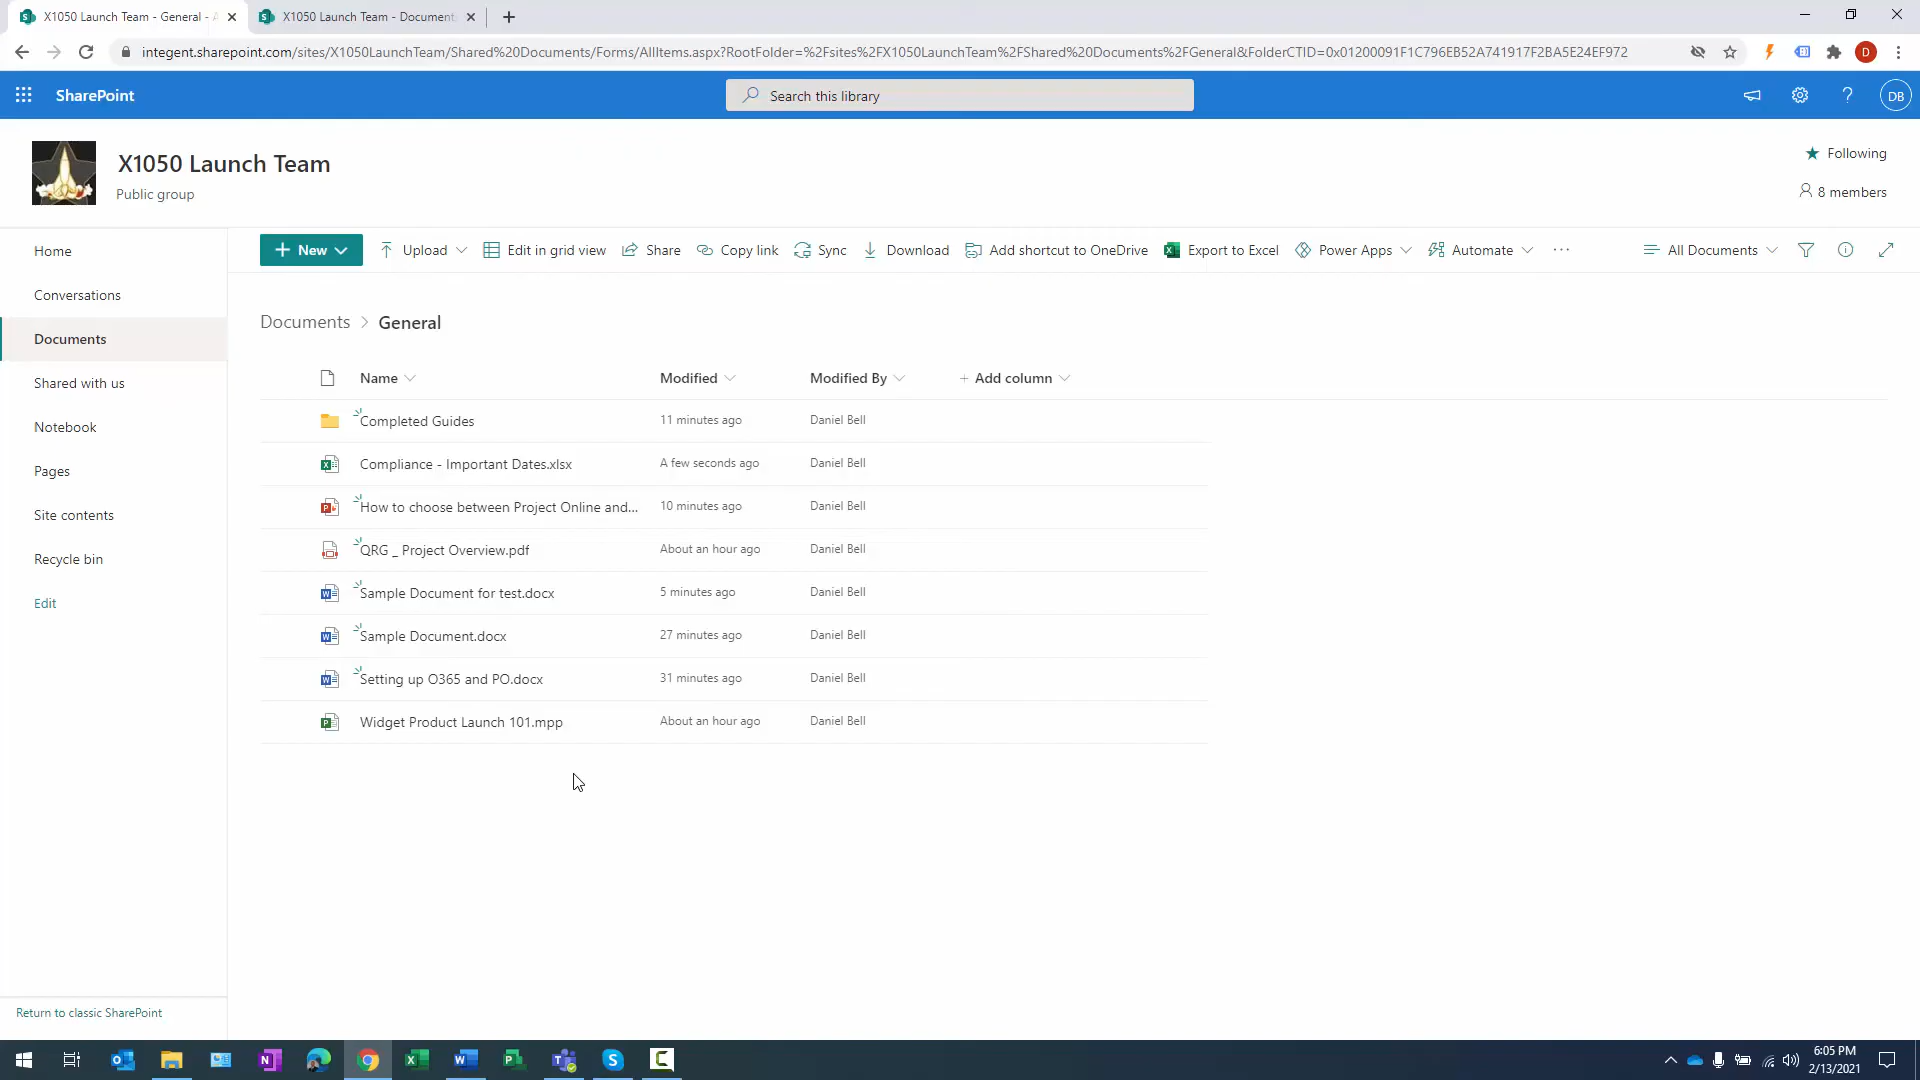 X1050 Launch Team - General -
X1050 Launch Team - Document
integent.sharepoint.com/sites/X1050LaunchTeam/Shared%20Documents/Forms/AllItems.aspx?RootFolder=%2Fsites%2FX1050LaunchTeam%2FShared%20Documents%2FGeneral&FolderCTID=0x01200091F1C796EB52A741917F2BA5E24EF972
D
SharePoint
Search this library
?
DB
X1050 Launch Team
Public group
Following
8 members
Home
Conversations
Documents
Shared with us
Notebook
Pages
Site contents
Recycle bin
Edit
Return to classic SharePoint
New
Upload
Edit in grid view
Share
Copy link
Sync
Download
Add shortcut to OneDrive
Export to Excel
Power Apps
Automate
All Documents
Documents > General
Name Modified Modified By + Add column
Completed Guides 11 minutes ago Daniel Bell
Compliance - Important Dates.xlsx A few seconds ago Daniel Bell
How to choose between Project Online and... 10 minutes ago Daniel Bell
QRG _ Project Overview.pdf About an hour ago Daniel Bell
Sample Document for test.docx 5 minutes ago Daniel Bell
Sample Document.docx 27 minutes ago Daniel Bell
Setting up O365 and PO.docx 31 minutes ago Daniel Bell
Widget Product Launch 101.mpp About an hour ago Daniel Bell
6:05 PM
2/13/2021